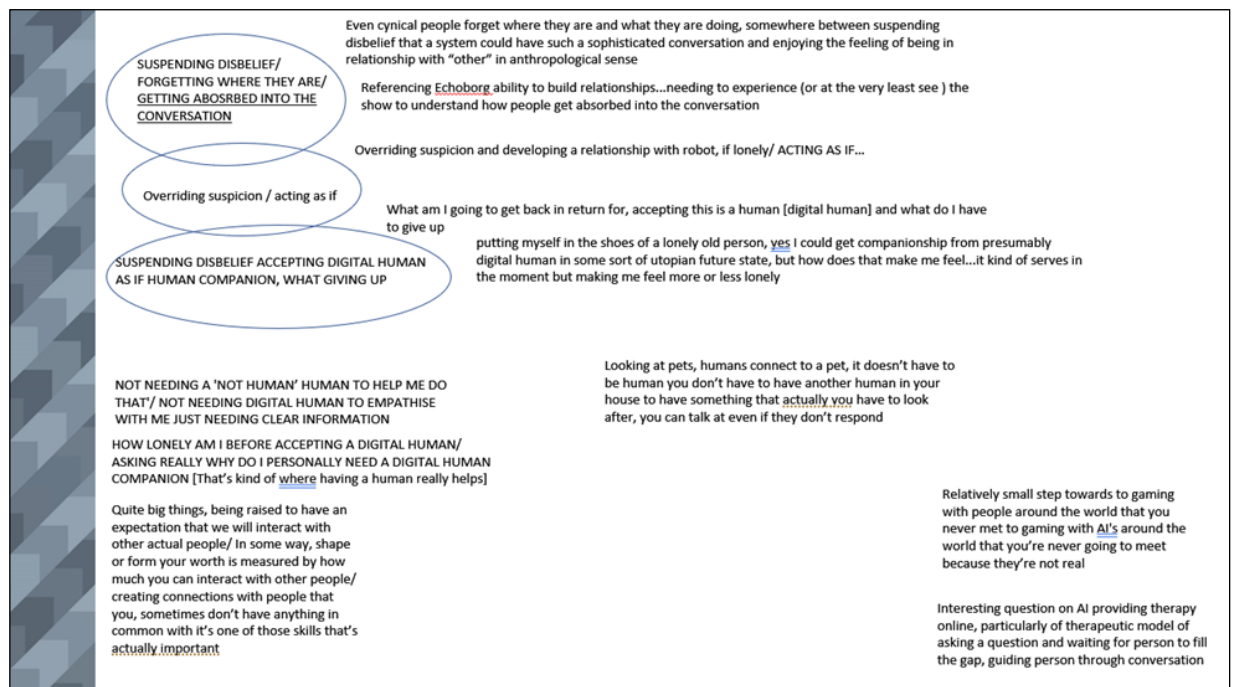 Even cynical people forget where they are and what they are doing, somewhere between suspending
disbelief that a system could have such a sophisticated conversation and enjoying the feeling of being in
relationship with “other” in anthropological sense
SUSPENDING DISBELIEF/
FORGETTING WHERE THEY ARE/
GETTING ABOSRBED INTO THE
CONVERSATION
Referencing Echoborg ability to build relationships...needing to experience (or at the very least see ) the
show to understand how people get absorbed into the conversation
Overriding suspicion and developing a relationship with robot, if lonely/ ACTING AS IF...
Overriding suspicion / acting as if
What am I going to get back in return for, accepting this is a human [digital human] and what do I have
to give up
putting myself in the shoes of a lonely old person, yes I could get companionship from presumably
digital human in some sort of utopian future state, but how does that make me feel...it kind of serves in
the moment but making me feel more or less lonely
SUSPENDING DISBELIEF ACCEPTING DIGITAL HUMAN
AS IF HUMAN COMPANION, WHAT GIVING UP
Looking at pets, humans connect to a pet, it doesn’t have to
be human you don’t have to have another human in your
house to have something that actually you have to look
after, you can talk at even if they don’t respond
NOT NEEDING A 'NOT HUMAN’ HUMAN TO HELP ME DO
THAT'/ NOT NEEDING DIGITAL HUMAN TO EMPATHISE
WITH ME JUST NEEDING CLEAR INFORMATION
HOW LONELY AM I BEFORE ACCEPTING A DIGITAL HUMAN/
ASKING REALLY WHY DO I PERSONALLY NEED A DIGITAL HUMAN
COMPANION [That’s kind of where having a human really helps]
Quite big things, being raised to have an
expectation that we will interact with
other actual people/ In some way, shape
or form your worth is measured by how
much you can interact with other people/
creating connections with people that
you, sometimes don’t have anything in
common with it’s one of those skills that’s
actually important
Relatively small step towards to gaming
with people around the world that you
never met to gaming with AI's around the
world that you’re never going to meet
because they’re not real
Interesting question on AI providing therapy
online, particularly of therapeutic model of
asking a question and waiting for person to fill
the gap, guiding person through conversation